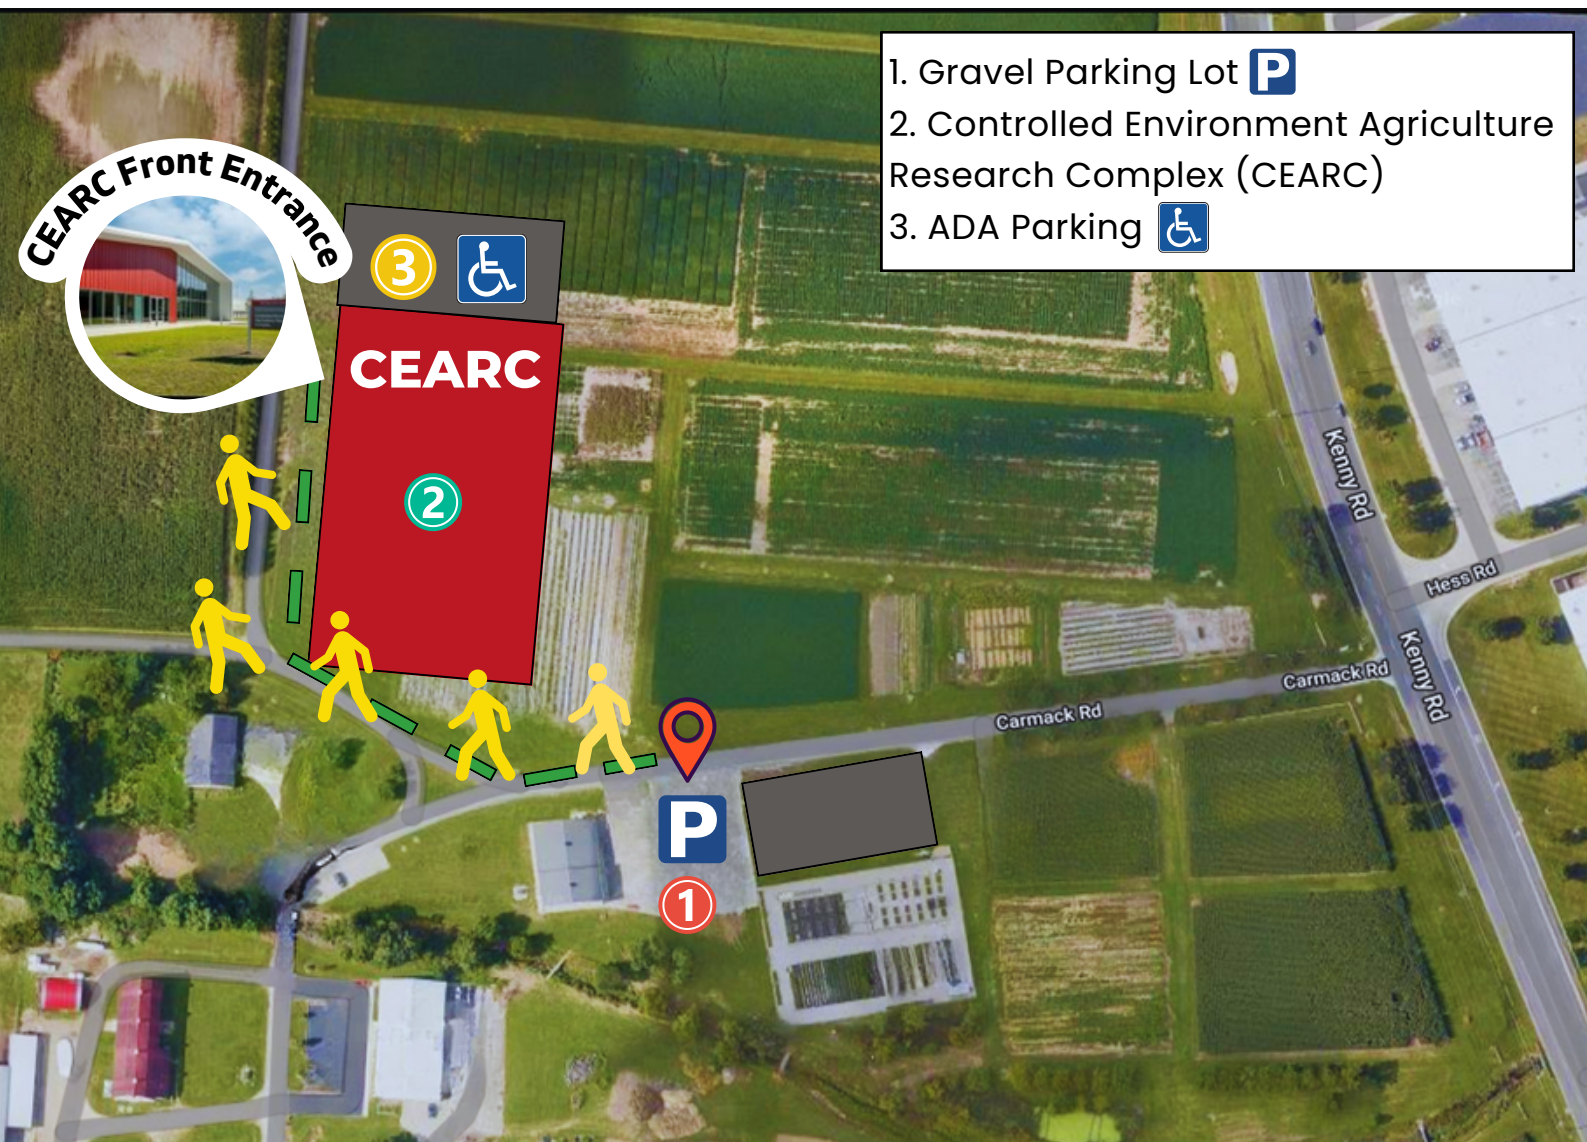 1. Gravel Parking Lot P
2. Controlled Environment Agriculture
Research Complex (CEARC)
3. ADA Parking
CEARC Front Entrance
3
CEARC
2
Kenny Rd
Hess Rd
Kenny Rd
Carmack Rd
Carmack Rd
P
1